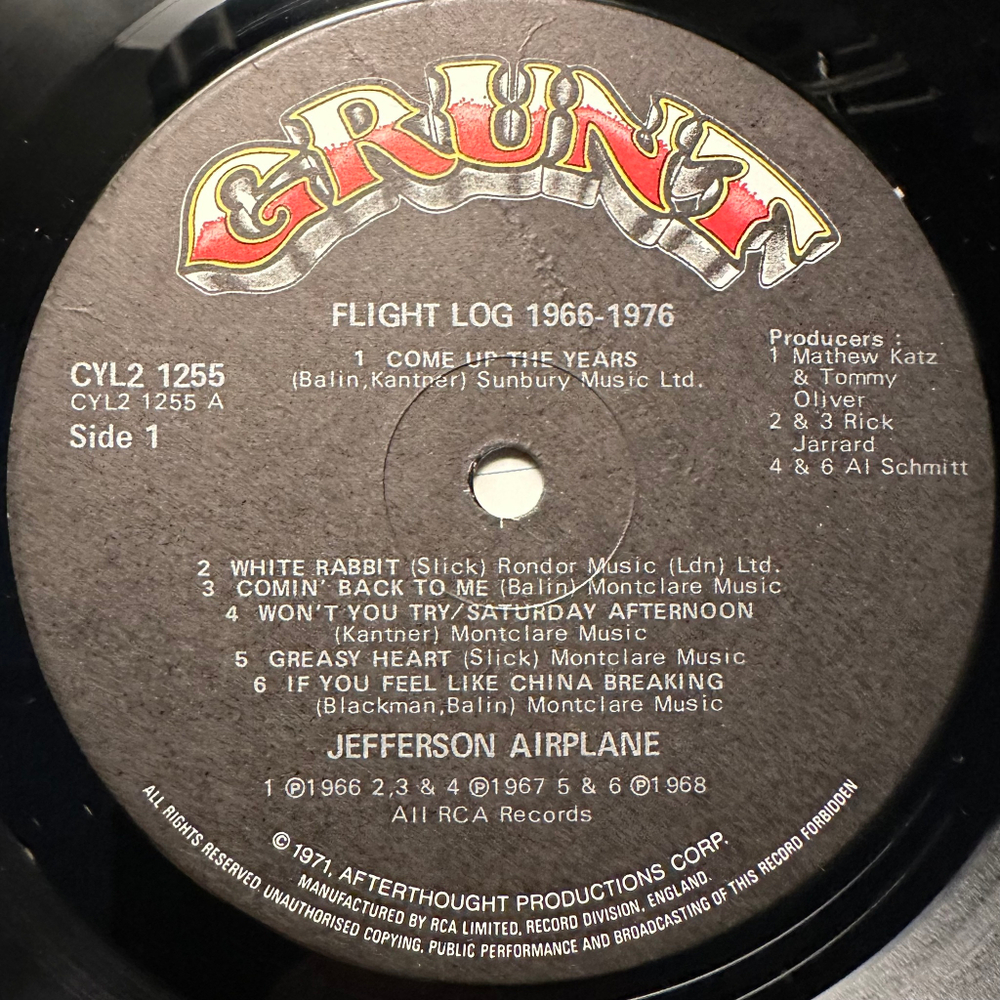 GRUNT
FLIGHT LOG 1966-1976
1 COME UP THE YEARS
(Balin,Kantner) Sunbury Music Ltd.
CYL2 1255
CYL2 1255 A
Side 1
Producers :
1 Mathew Katz
& Tommy
Oliver
2 & 3 Rick
Jarrard
4 & 6 Al Schmitt
2 WHITE RABBIT (Slick) Rondor Music (Ldn) Ltd.
3 COMIN' BACK TO ME (Balin) Montclare Music
4 WON'T YOU TRY/SATURDAY AFTERNOON
(Kantner) Montclare Music
5 GREASY HEART (Slick) Montclare Music
6 IF YOU FEEL LIKE CHINA BREAKING
(Blackman,Balin) Montclare Music
JEFFERSON AIRPLANE
1 ℗1966 2,3 & 4 ℗1967 5 & 6 ℗1968
All RCA Records
© 1971, AFTERTHOUGHT PRODUCTIONS CORP.
MANUFACTURED BY RCA LIMITED, RECORD DIVISION, ENGLAND.
ALL RIGHTS RESERVED UNAUTHORISED COPYING, PUBLIC PERFORMANCE AND BROADCASTING OF THIS RECORD FORBIDDEN